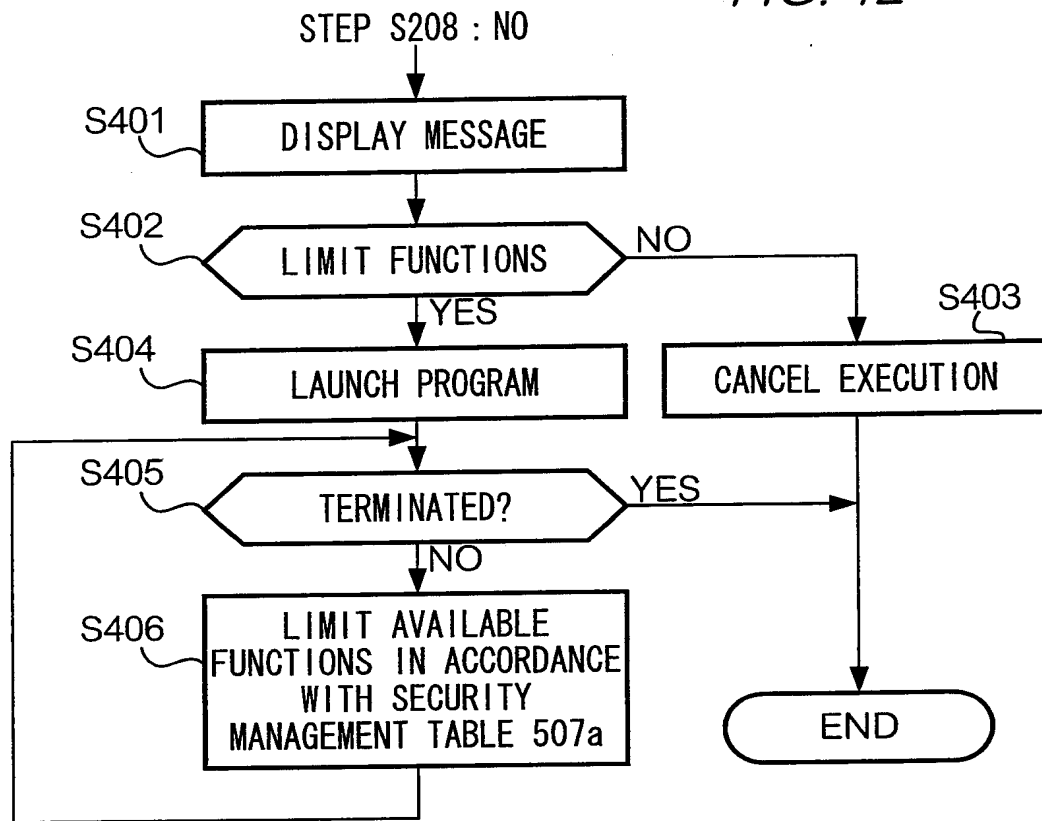 STEP S208 : NO
S401
DISPLAY MESSAGE
S402
LIMIT FUNCTIONS
NO
YES
S403
CANCEL EXECUTION
S404
LAUNCH PROGRAM
S405
TERMINATED?
YES
NO
S406
LIMIT AVAILABLE
FUNCTIONS IN ACCORDANCE
WITH SECURITY
MANAGEMENT TABLE 507a
END